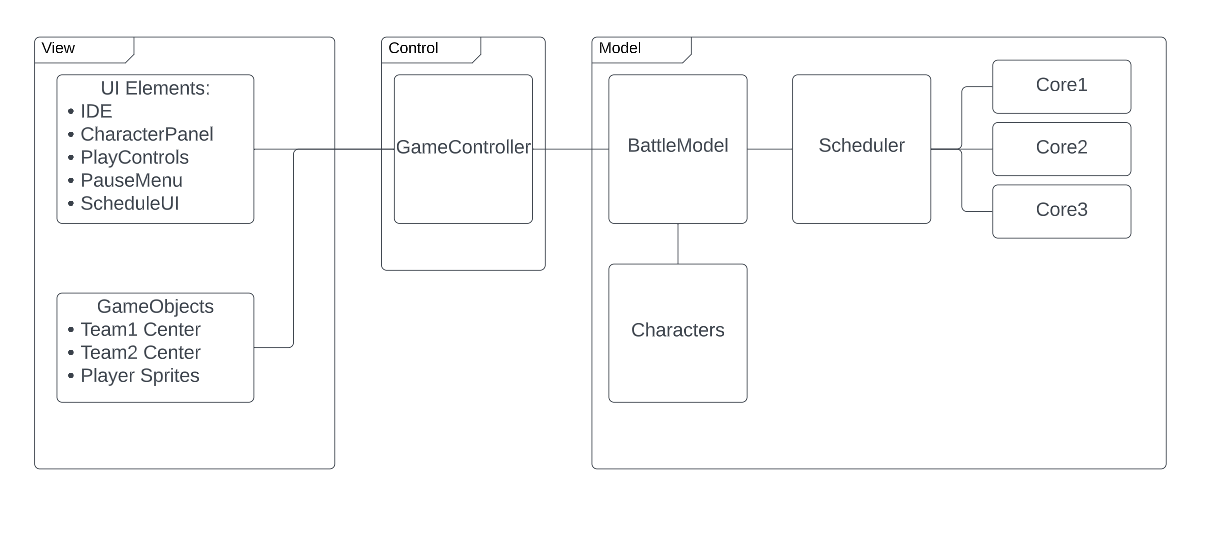 View
UI Elements:
• IDE
• CharacterPanel
• PlayControls
• PauseMenu
• ScheduleUI
GameObjects
• Team1 Center
• Team2 Center
• Player Sprites
Control
GameController
Model
BattleModel
Scheduler
Core1
Core2
Core3
Characters